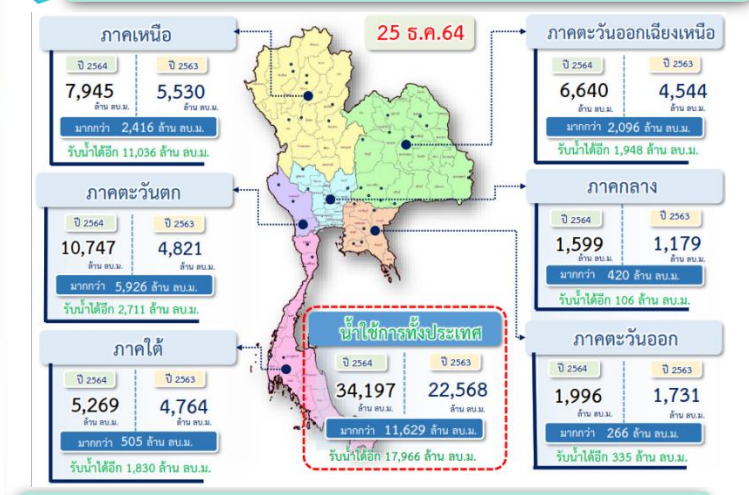 25 ธ.ค.64
ภาคเหนือ
ปี 2564 ปี 2563
7,945 5,530
ล้าน ลบ.ม. ล้าน ลบ.ม.
มากกว่า 2,416 ล้าน ลบ.ม.
รับน้ำได้อีก 11,036 ล้าน ลบ.ม.
ภาคตะวันออกเฉียงเหนือ
ปี 2564 ปี 2563
6,640 4,544
ล้าน ลบ.ม. ล้าน ลบ.ม.
มากกว่า 2,096 ล้าน ลบ.ม.
รับน้ำได้อีก 1,948 ล้าน ลบ.ม.
ภาคตะวันตก
ปี 2564 ปี 2563
10,747 4,821
ล้าน ลบ.ม. ล้าน ลบ.ม.
มากกว่า 5,926 ล้าน ลบ.ม.
รับน้ำได้อีก 2,711 ล้าน ลบ.ม.
ภาคกลาง
ปี 2564 ปี 2563
1,599 1,179
ล้าน ลบ.ม. ล้าน ลบ.ม.
มากกว่า 420 ล้าน ลบ.ม.
รับน้ำได้อีก 106 ล้าน ลบ.ม.
ภาคใต้
ปี 2564 ปี 2563
5,269 4,764
ล้าน ลบ.ม. ล้าน ลบ.ม.
มากกว่า 505 ล้าน ลบ.ม.
รับน้ำได้อีก 1,830 ล้าน ลบ.ม.
น้ำใช้การทั้งประเทศ
ปี 2564 ปี 2563
34,197 22,568
ล้าน ลบ.ม. ล้าน ลบ.ม.
มากกว่า 11,629 ล้าน ลบ.ม.
รับน้ำได้อีก 17,966 ล้าน ลบ.ม.
ภาคตะวันออก
ปี 2564 ปี 2563
1,996 1,731
ล้าน ลบ.ม. ล้าน ลบ.ม.
มากกว่า 266 ล้าน ลบ.ม.
รับน้ำได้อีก 335 ล้าน ลบ.ม.